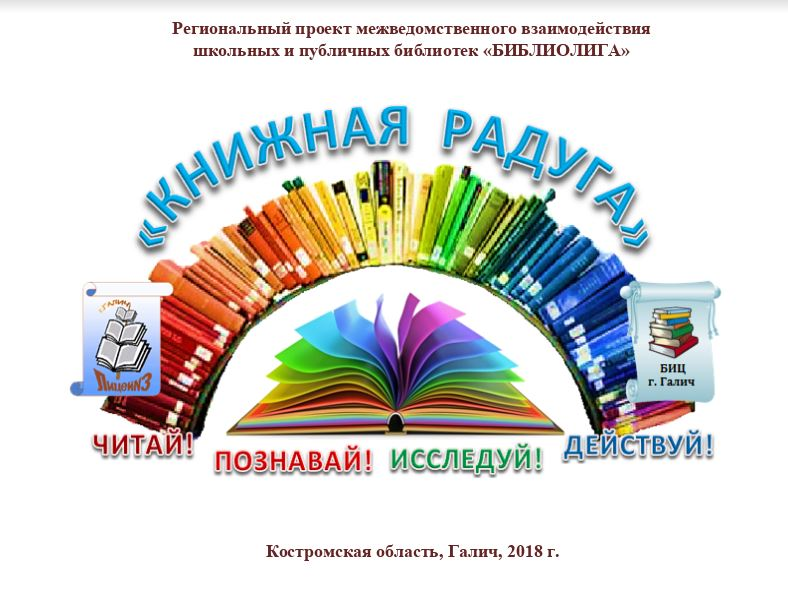 Региональный проект межведомственного взаимодействия
школьных и публичных библиотек «БИБЛИОЛИГА»
«КНИЖНАЯ РАДУГА»
г.ГАЛИЧ
Лицей№3
БИЦ
г. Галич
ЧИТАЙ! ПОЗНАВАЙ! ИССЛЕДУЙ! ДЕЙСТВУЙ!
Костромская область, Галич, 2018 г.